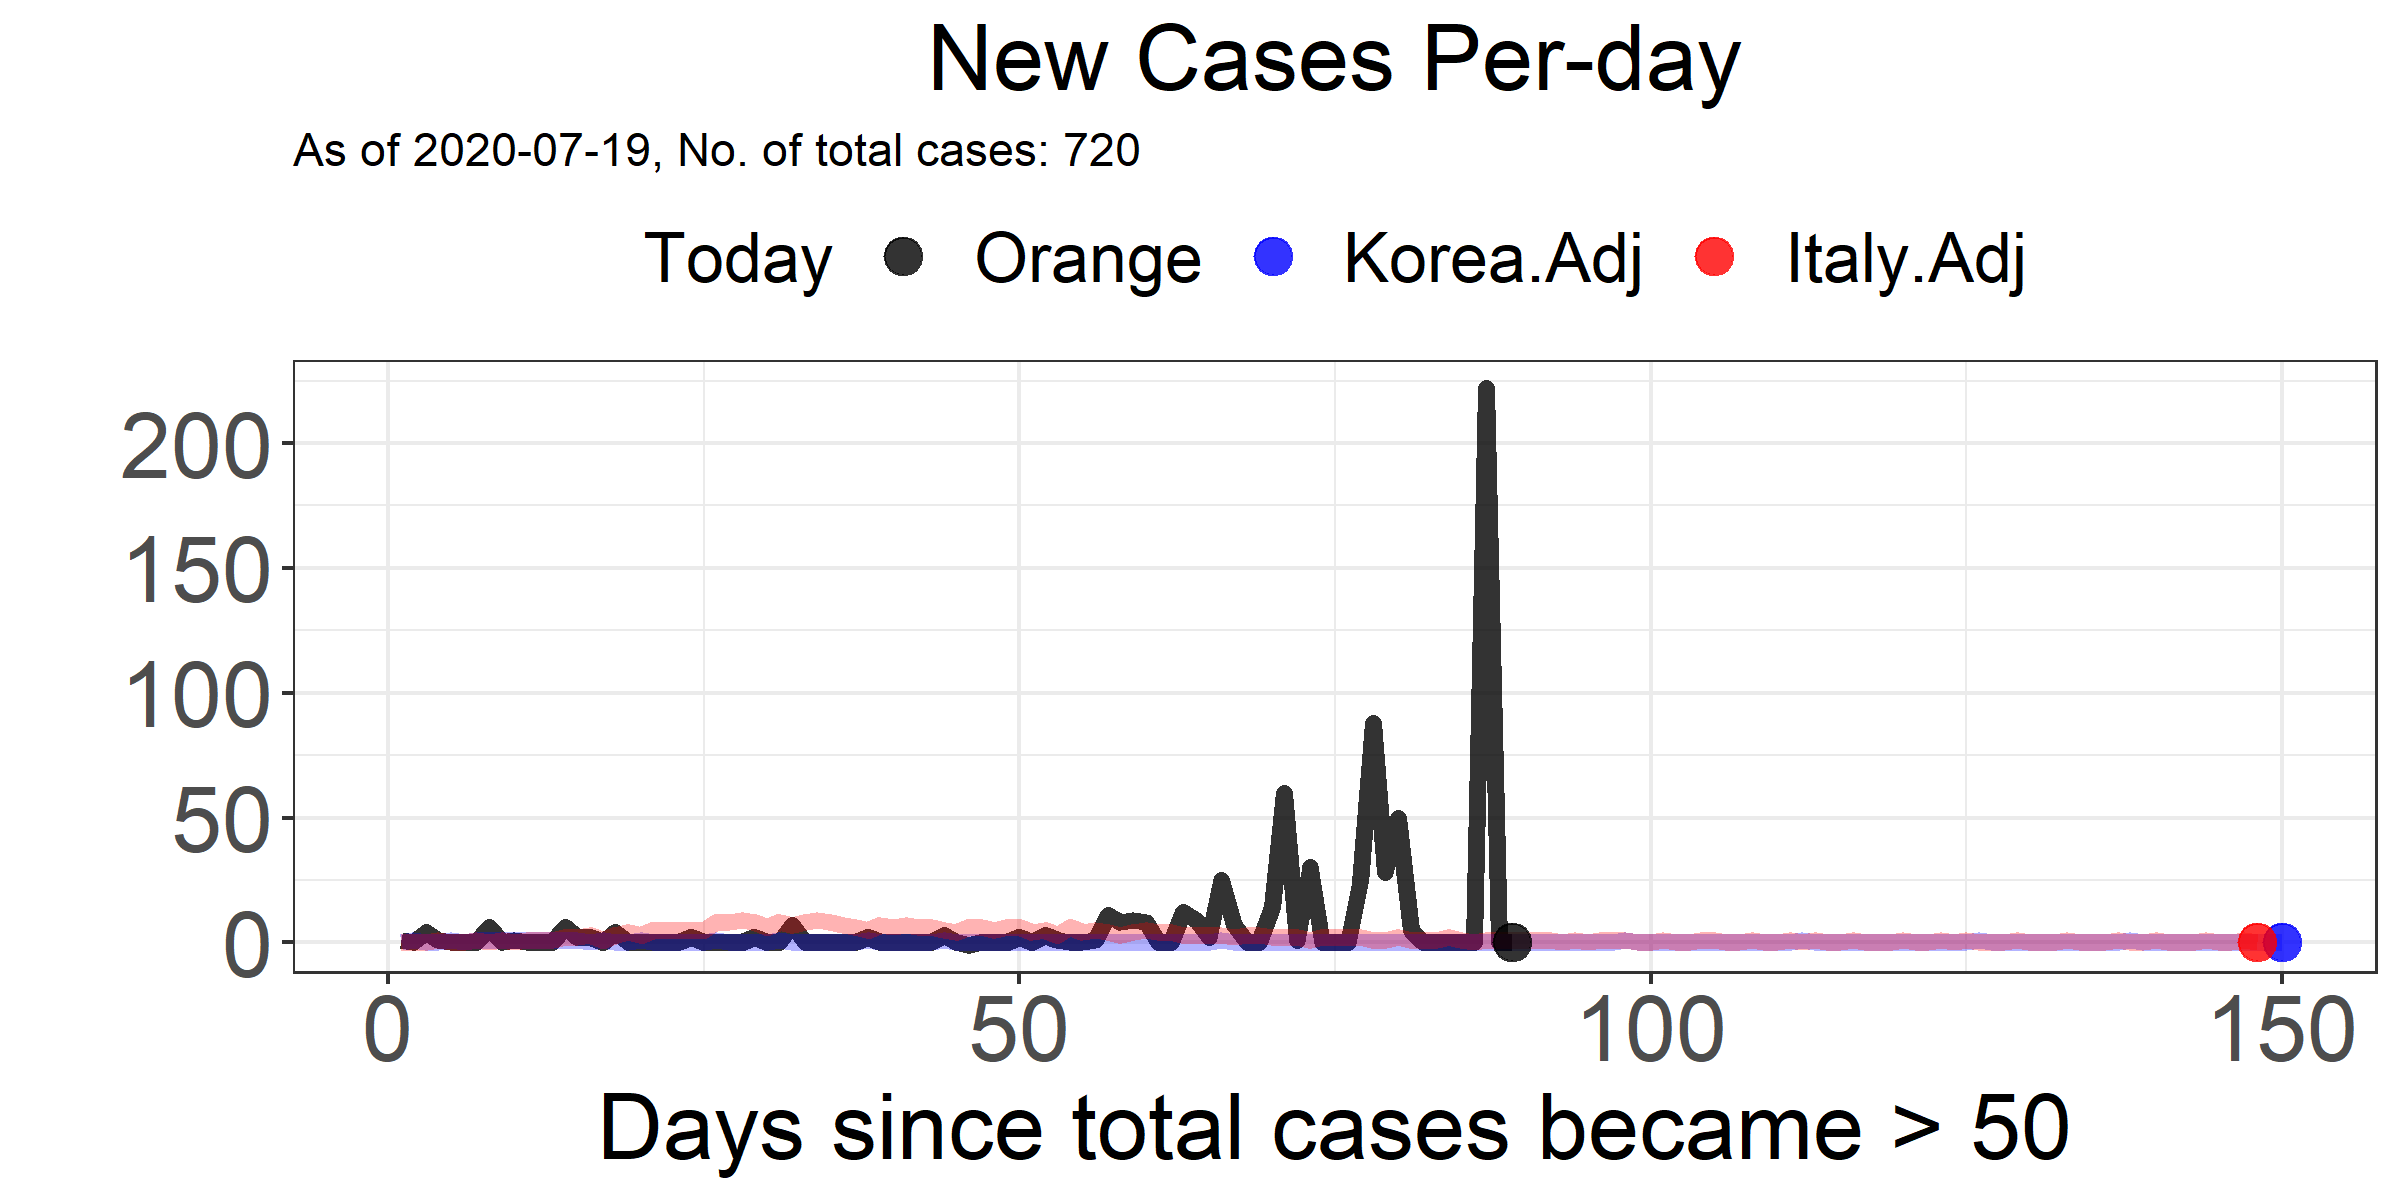 New Cases Per-day
As of 2020-07-19, No. of total cases: 720
Today Orange Korea.Adj Italy.Adj
200
150
100
50
0
0 50 100 150
Days since total cases became > 50